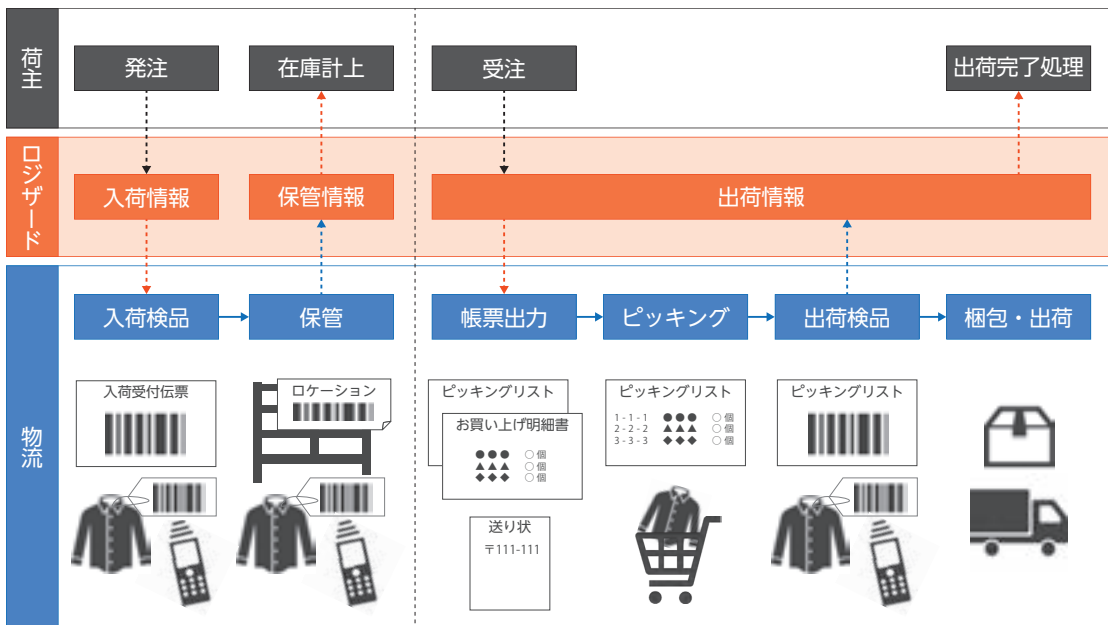 荷主
発注
在庫計上
受注
出荷完了処理
ロジザード
入荷情報
保管情報
出荷情報
物流
入荷検品
保管
帳票出力
ピッキング
出荷検品
梱包・出荷
入荷受付伝票
ロケーション
ピッキングリスト
お買い上げ明細書
●●● ○個
▲▲▲ ○個
◆◆◆ ○個
送り状
〒111-111
ピッキングリスト
1-1-1 ●●● ○個
2-2-2 ▲▲▲ ○個
3-3-3 ◆◆◆ ○個
ピッキングリスト